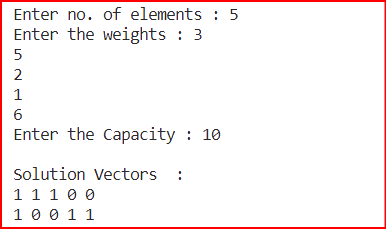 Enter no. of elements : 5
Enter the weights : 3
5
2
1
6
Enter the Capacity : 10
Solution Vectors  :
1 1 1 0 0
1 0 0 1 1